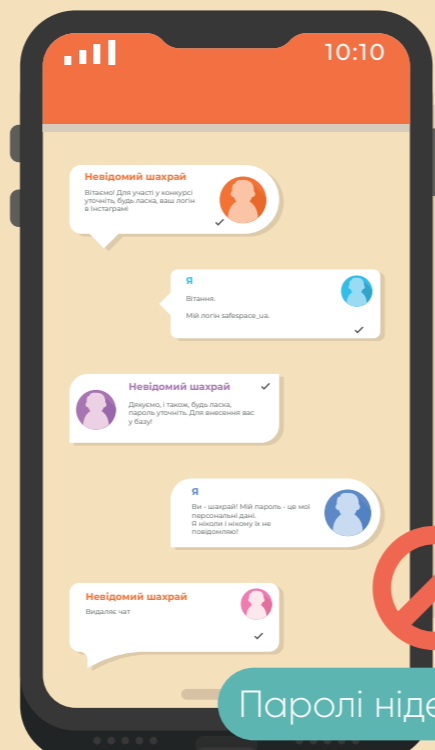 10:10
Невідомий шахрай
Вітаємо! Для участі у конкурсі
уточніть, будь ласка, ваш логін
в інстаграмі
Я
Вітання.
Мій логін safespace_ua.
Невідомий шахрай
Дякуємо, і також, будь ласка,
пароль уточніть. Для внесення вас
у базу!
Я
Ви - шахрай! Мій пароль - це мої
персональні дані.
Я ніколи і нікому їх не
повідомляю!
Невідомий шахрай
Видаляє чат
Паролі ніде